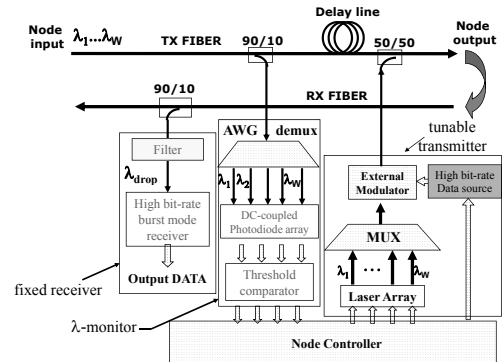 Node input
λ1...λW
TX FIBER
90/10
Delay line
50/50
Node output
90/10
RX FIBER
tunable transmitter
Filter
λdrop
High bit-rate burst mode receiver
Output DATA
fixed receiver
AWG demux
λ1 λ2 λW
DC-coupled Photodiode array
Threshold comparator
λ-monitor
External Modulator
High bit-rate Data source
MUX
λ1 ... λW
Laser Array
Node Controller